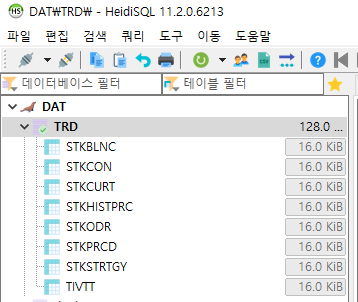 HS DAT₩TRD₩ - HeidiSQL 11.2.0.6213
파일 편집 검색 쿼리 도구 이동 도움말
데이터베이스 필터 테이블 필터
DAT
TRD 128.0 ...
STKBLNC 16.0 KiB
STKCON 16.0 KiB
STKCURT 16.0 KiB
STKHISTPRC 16.0 KiB
STKODR 16.0 KiB
STKPRCD 16.0 KiB
STKSTRTGY 16.0 KiB
TIVTT 16.0 KiB